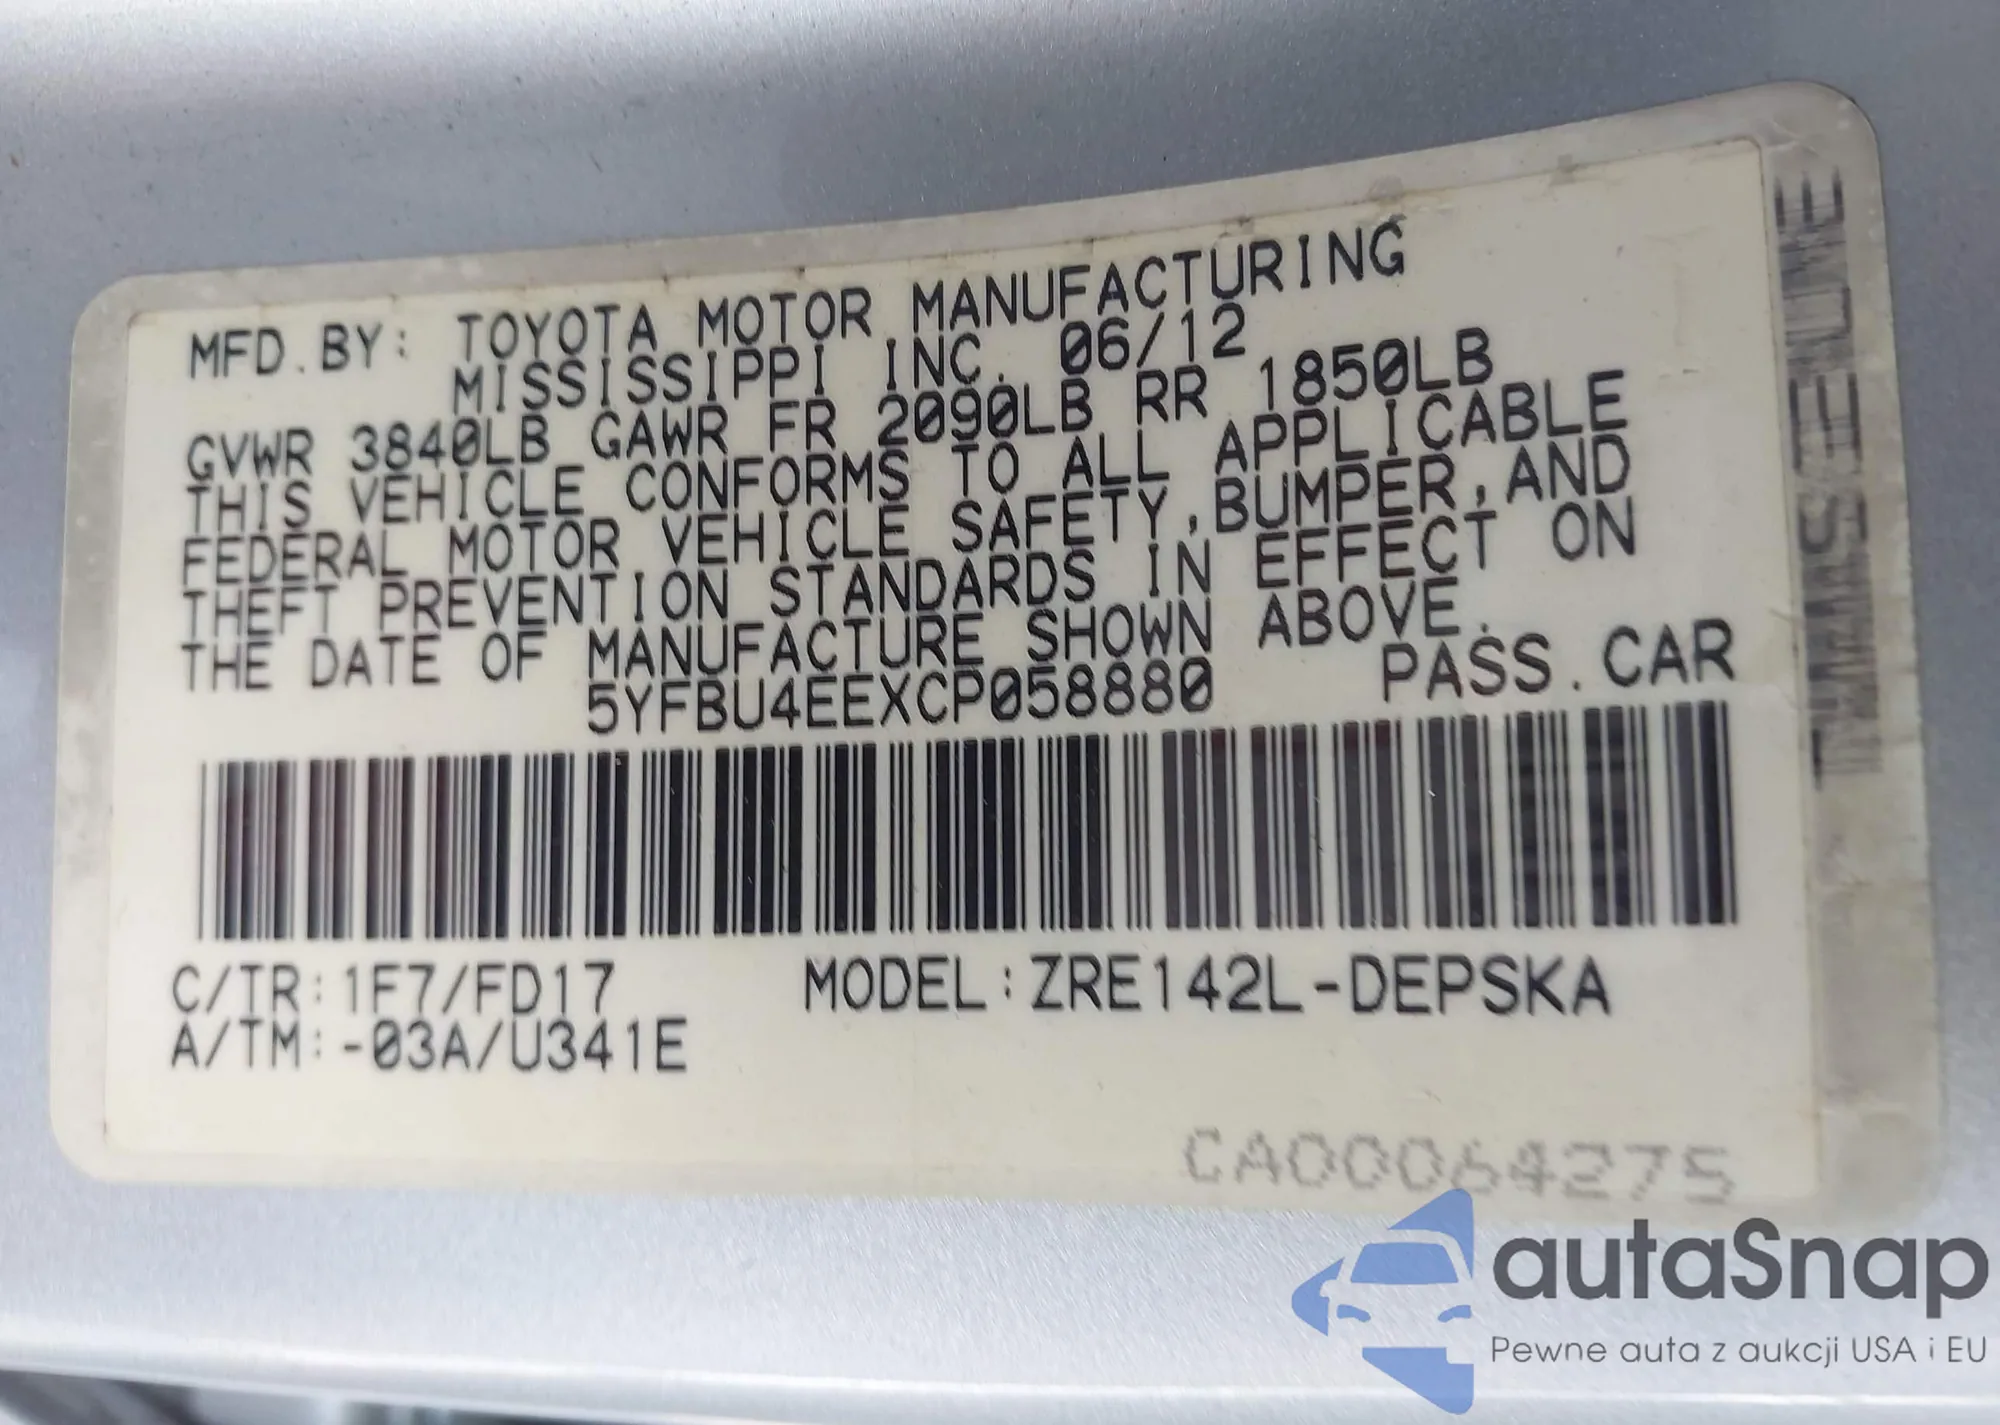 MFD.BY: TOYOTA MOTOR MANUFACTURING
MISSISSIPPI INC. 06/12
GVWR 3840LB GAWR FR 2090LB RR 1850LB
THIS VEHICLE CONFORMS TO ALL APPLICABLE
FEDERAL MOTOR VEHICLE SAFETY,BUMPER,AND
THEFT PREVENTION STANDARDS IN EFFECT ON
THE DATE OF MANUFACTURE SHOWN ABOVE.
5YFBU4EEXCP058880 PASS.CAR
C/TR:1F7/FD17 MODEL:ZRE142L-DEPSKA
A/TM:-03A/U341E
CA00064275
autaSnap
Pewne auta z aukcji USA i EU